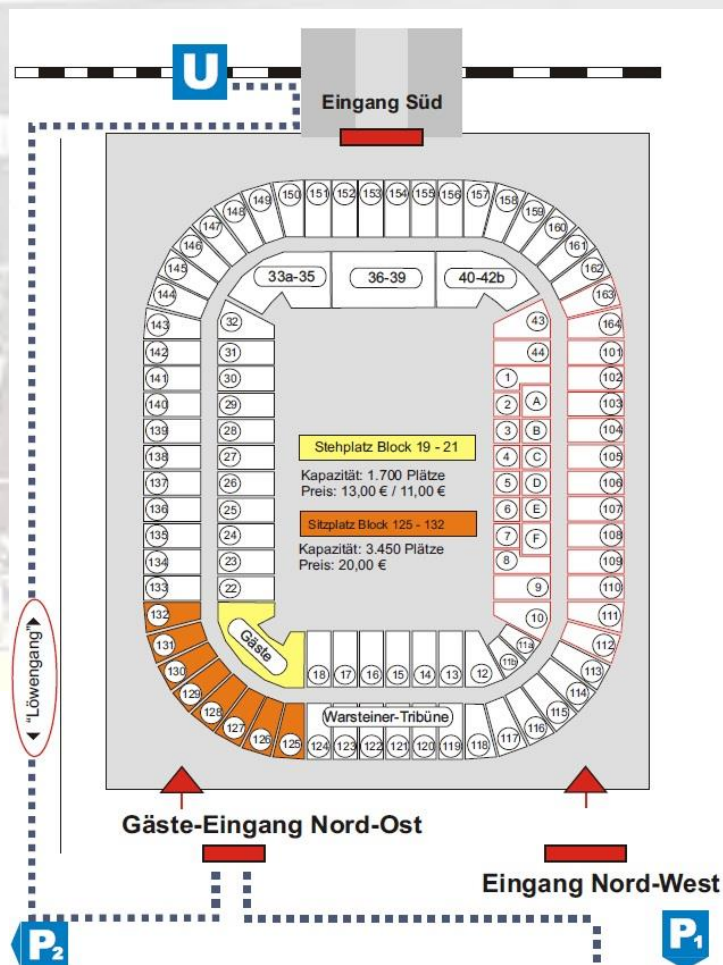 U
Eingang Süd
150 151 152 153 154 155 156 157
149 158
148 159
147 160
146 161
145 162
144 163
33a-35 36-39 40-42b
143 32 43 164
142 31 44 101
141 30 1 102
140 29 2 A 103
139 28 3 B 104
138 27 4 C 105
137 26 5 D 106
136 25 6 E 107
135 24 7 F 108
134 23 8 109
133 22 9 110
132 10 111
Stehplatz Block 19 - 21
Kapazität: 1.700 Plätze
Preis: 13,00 € / 11,00 €
Sitzplatz Block 125 - 132
Kapazität: 3.450 Plätze
Preis: 20,00 €
Gäste
18 17 16 15 14 13 12 11b 11a
131 112
130 113
129 114
128 115
127 116
126 117
Warsteiner-Tribüne
125 124 123 122 121 120 119 118
"Löwengang"
Gäste-Eingang Nord-Ost
Eingang Nord-West
P2
P1